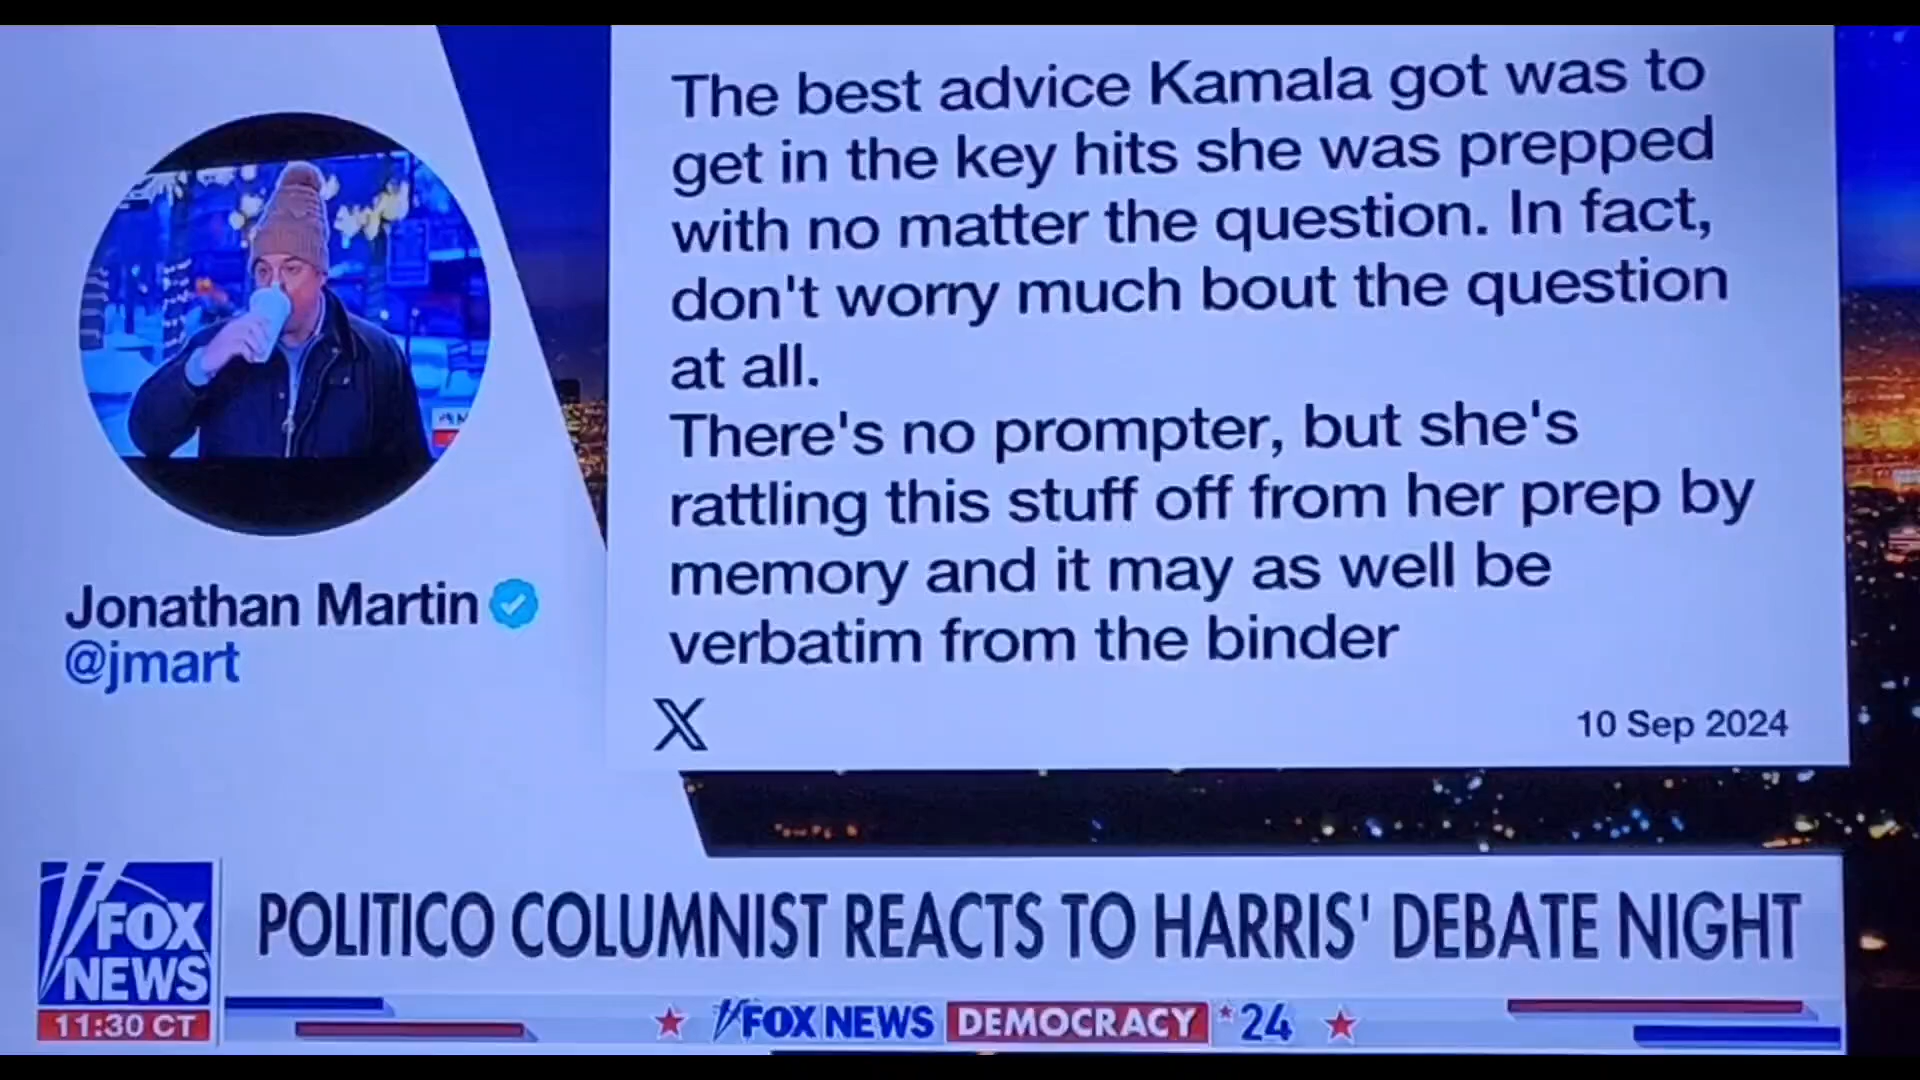 The best advice Kamala got was to
get in the key hits she was prepped
with no matter the question. In fact,
don't worry much bout the question
at all.
There's no prompter, but she's
rattling this stuff off from her prep by
memory and it may as well be
verbatim from the binder
Jonathan Martin
@jmart
X
10 Sep 2024
FOX
NEWS
11:30 CT
POLITICO COLUMNIST REACTS TO HARRIS' DEBATE NIGHT
FOX NEWS DEMOCRACY 24